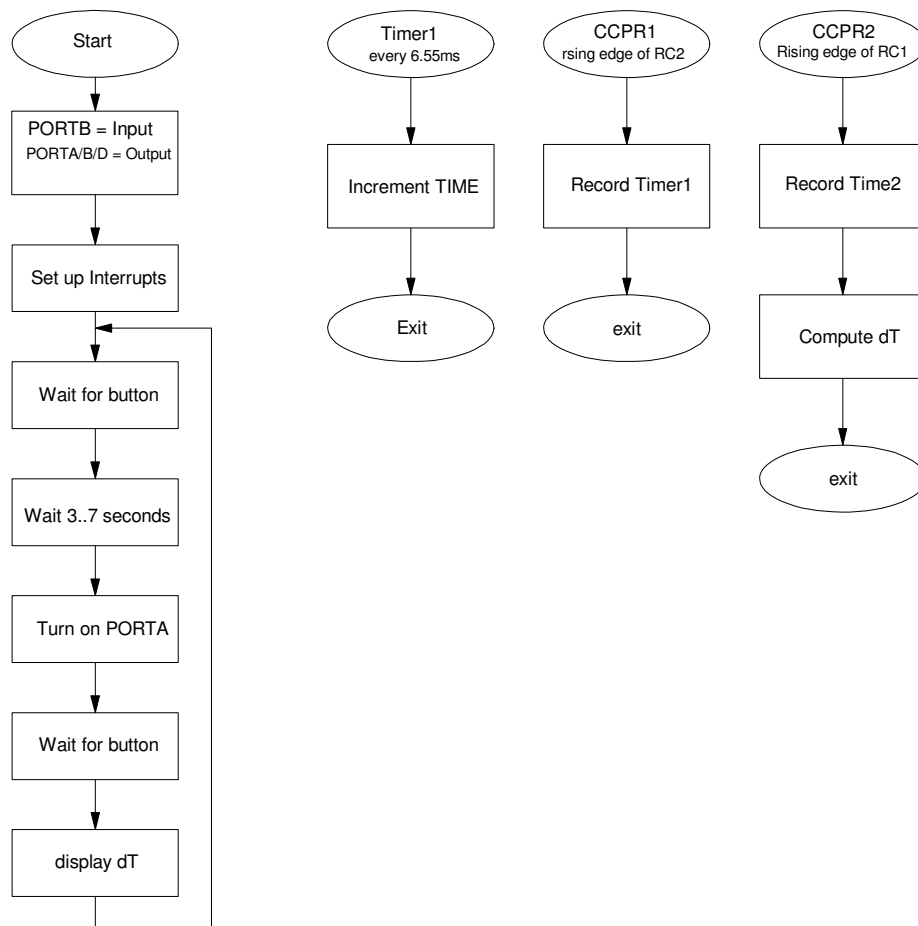 Start
PORTB = Input
PORTA/B/D = Output
Set up Interrupts
Wait for button
Wait 3..7 seconds
Turn on PORTA
Wait for button
display dT
Timer1
every 6.55ms
Increment TIME
Exit
CCPR1
rsing edge of RC2
Record Timer1
exit
CCPR2
Rising edge of RC1
Record Time2
Compute dT
exit